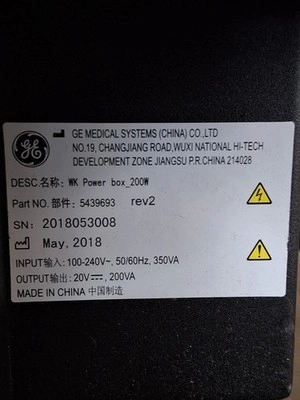 GE MEDICAL SYSTEMS (CHINA) CO.,LTD
NO.19, CHANGJIANG ROAD,WUXI NATIONAL HI-TECH
DEVELOPMENT ZONE JIANGSU P.R.CHINA 214028
DESC.名称: WK Power box_200W
Part NO.部件: 5439693 rev2
SN: 2018053008
May, 2018
INPUT输入: 100-240V~, 50/60Hz, 350VA
OUTPUT输出: 20V⎓, 200VA
MADE IN CHINA 中国制造